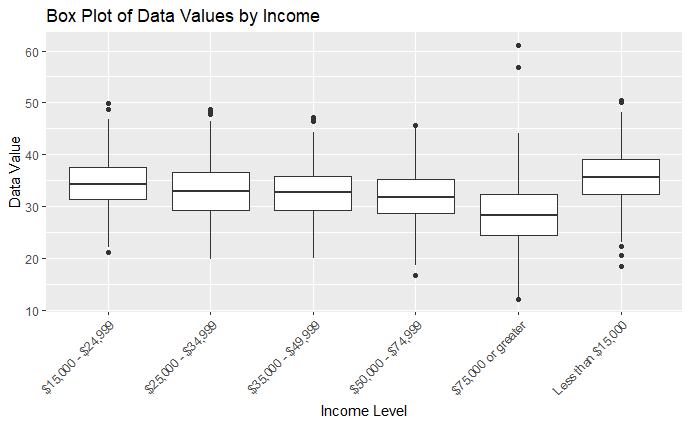 Box Plot of Data Values by Income
60
50
40
30
20
10
Data Value
$15,000 - $24,999
$25,000 - $34,999
$35,000 - $49,999
$50,000 - $74,999
$75,000 or greater
Less than $15,000
Income Level